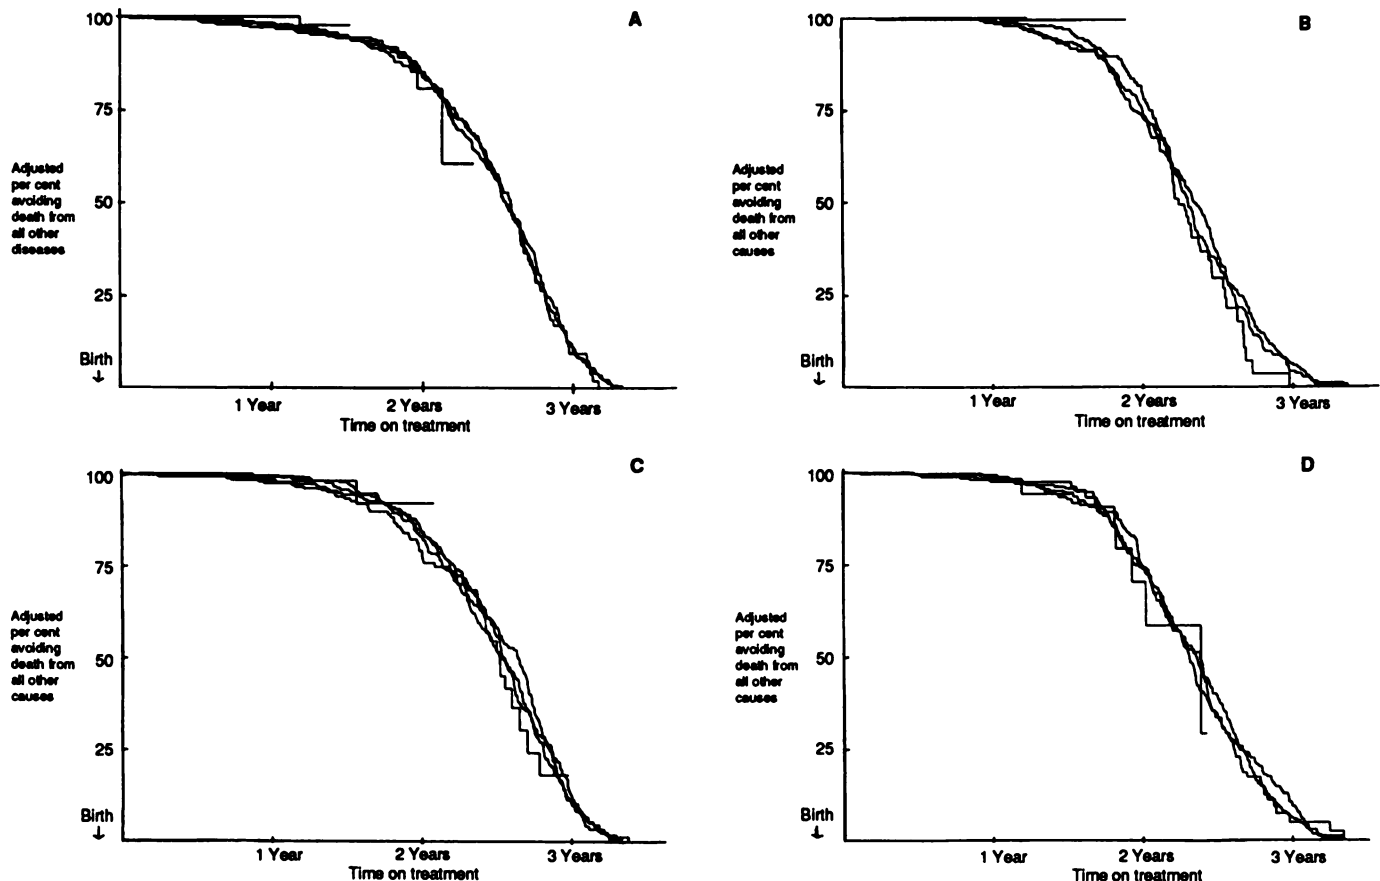 A
100
75
Adjusted
per cent
avoiding
death from
all other
diseases
50
25
Birth
↓
1 Year 2 Years 3 Years
Time on treatment
B
100
75
Adjusted
per cent
avoiding
death from
all other
causes
50
25
Birth
↓
1 Year 2 Years 3 Years
Time on treatment
C
100
75
Adjusted
per cent
avoiding
death from
all other
causes
50
25
Birth
↓
1 Year 2 Years 3 Years
Time on treatment
D
100
75
Adjusted
per cent
avoiding
death from
all other
causes
50
25
Birth
↓
1 Year 2 Years 3 Years
Time on treatment